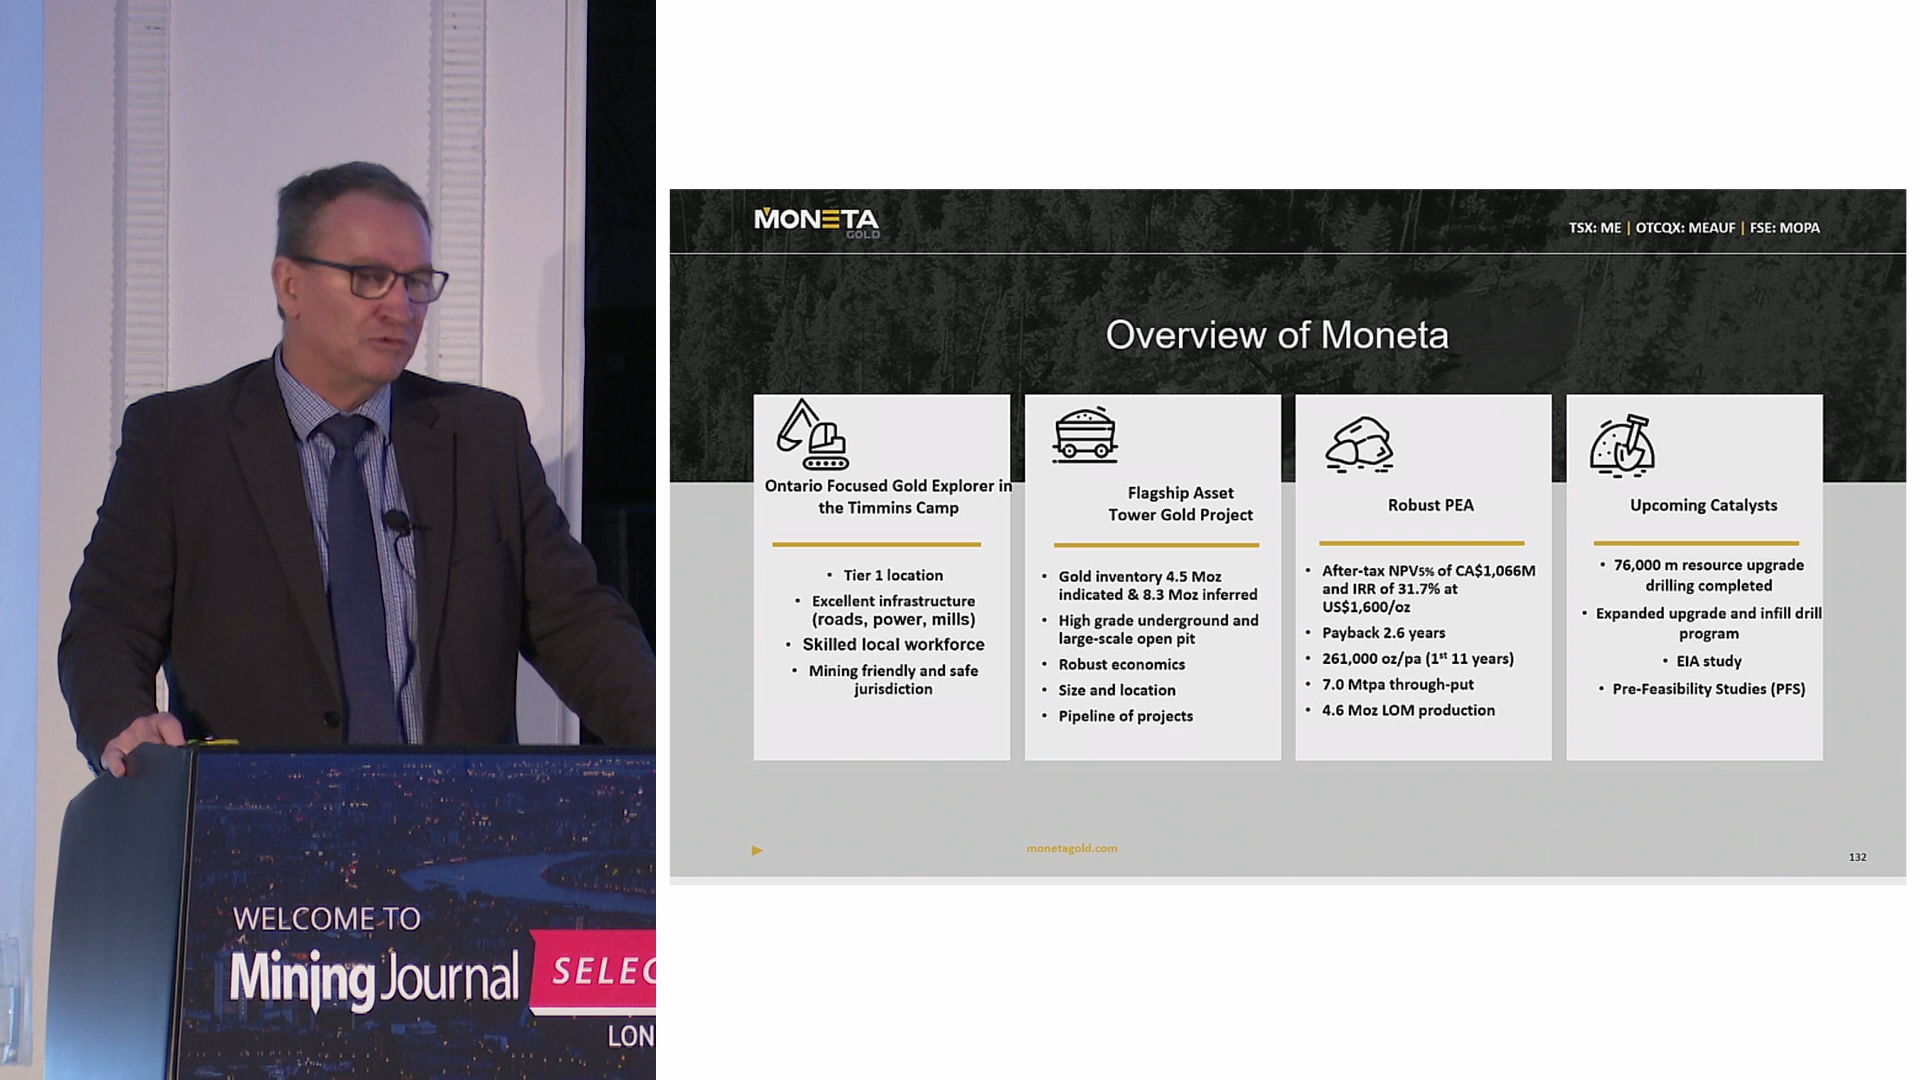 MONETA
GOLD
TSX: ME | OTCQX: MEAUF | FSE: MOPA
Overview of Moneta
Ontario Focused Gold Explorer in
the Timmins Camp
• Tier 1 location
• Excellent infrastructure
(roads, power, mills)
• Skilled local workforce
• Mining friendly and safe
jurisdiction
Flagship Asset
Tower Gold Project
• Gold inventory 4.5 Moz
indicated & 8.3 Moz inferred
• High grade underground and
large-scale open pit
• Robust economics
• Size and location
• Pipeline of projects
Robust PEA
• After-tax NPV5% of CA$1,066M
and IRR of 31.7% at
US$1,600/oz
• Payback 2.6 years
• 261,000 oz/pa (1st 11 years)
• 7.0 Mtpa through-put
• 4.6 Moz LOM production
Upcoming Catalysts
• 76,000 m resource upgrade
drilling completed
• Expanded upgrade and infill drill
program
• EIA study
• Pre-Feasibility Studies (PFS)
monetagold.com
132
WELCOME TO
Mining Journal SELEC
LON